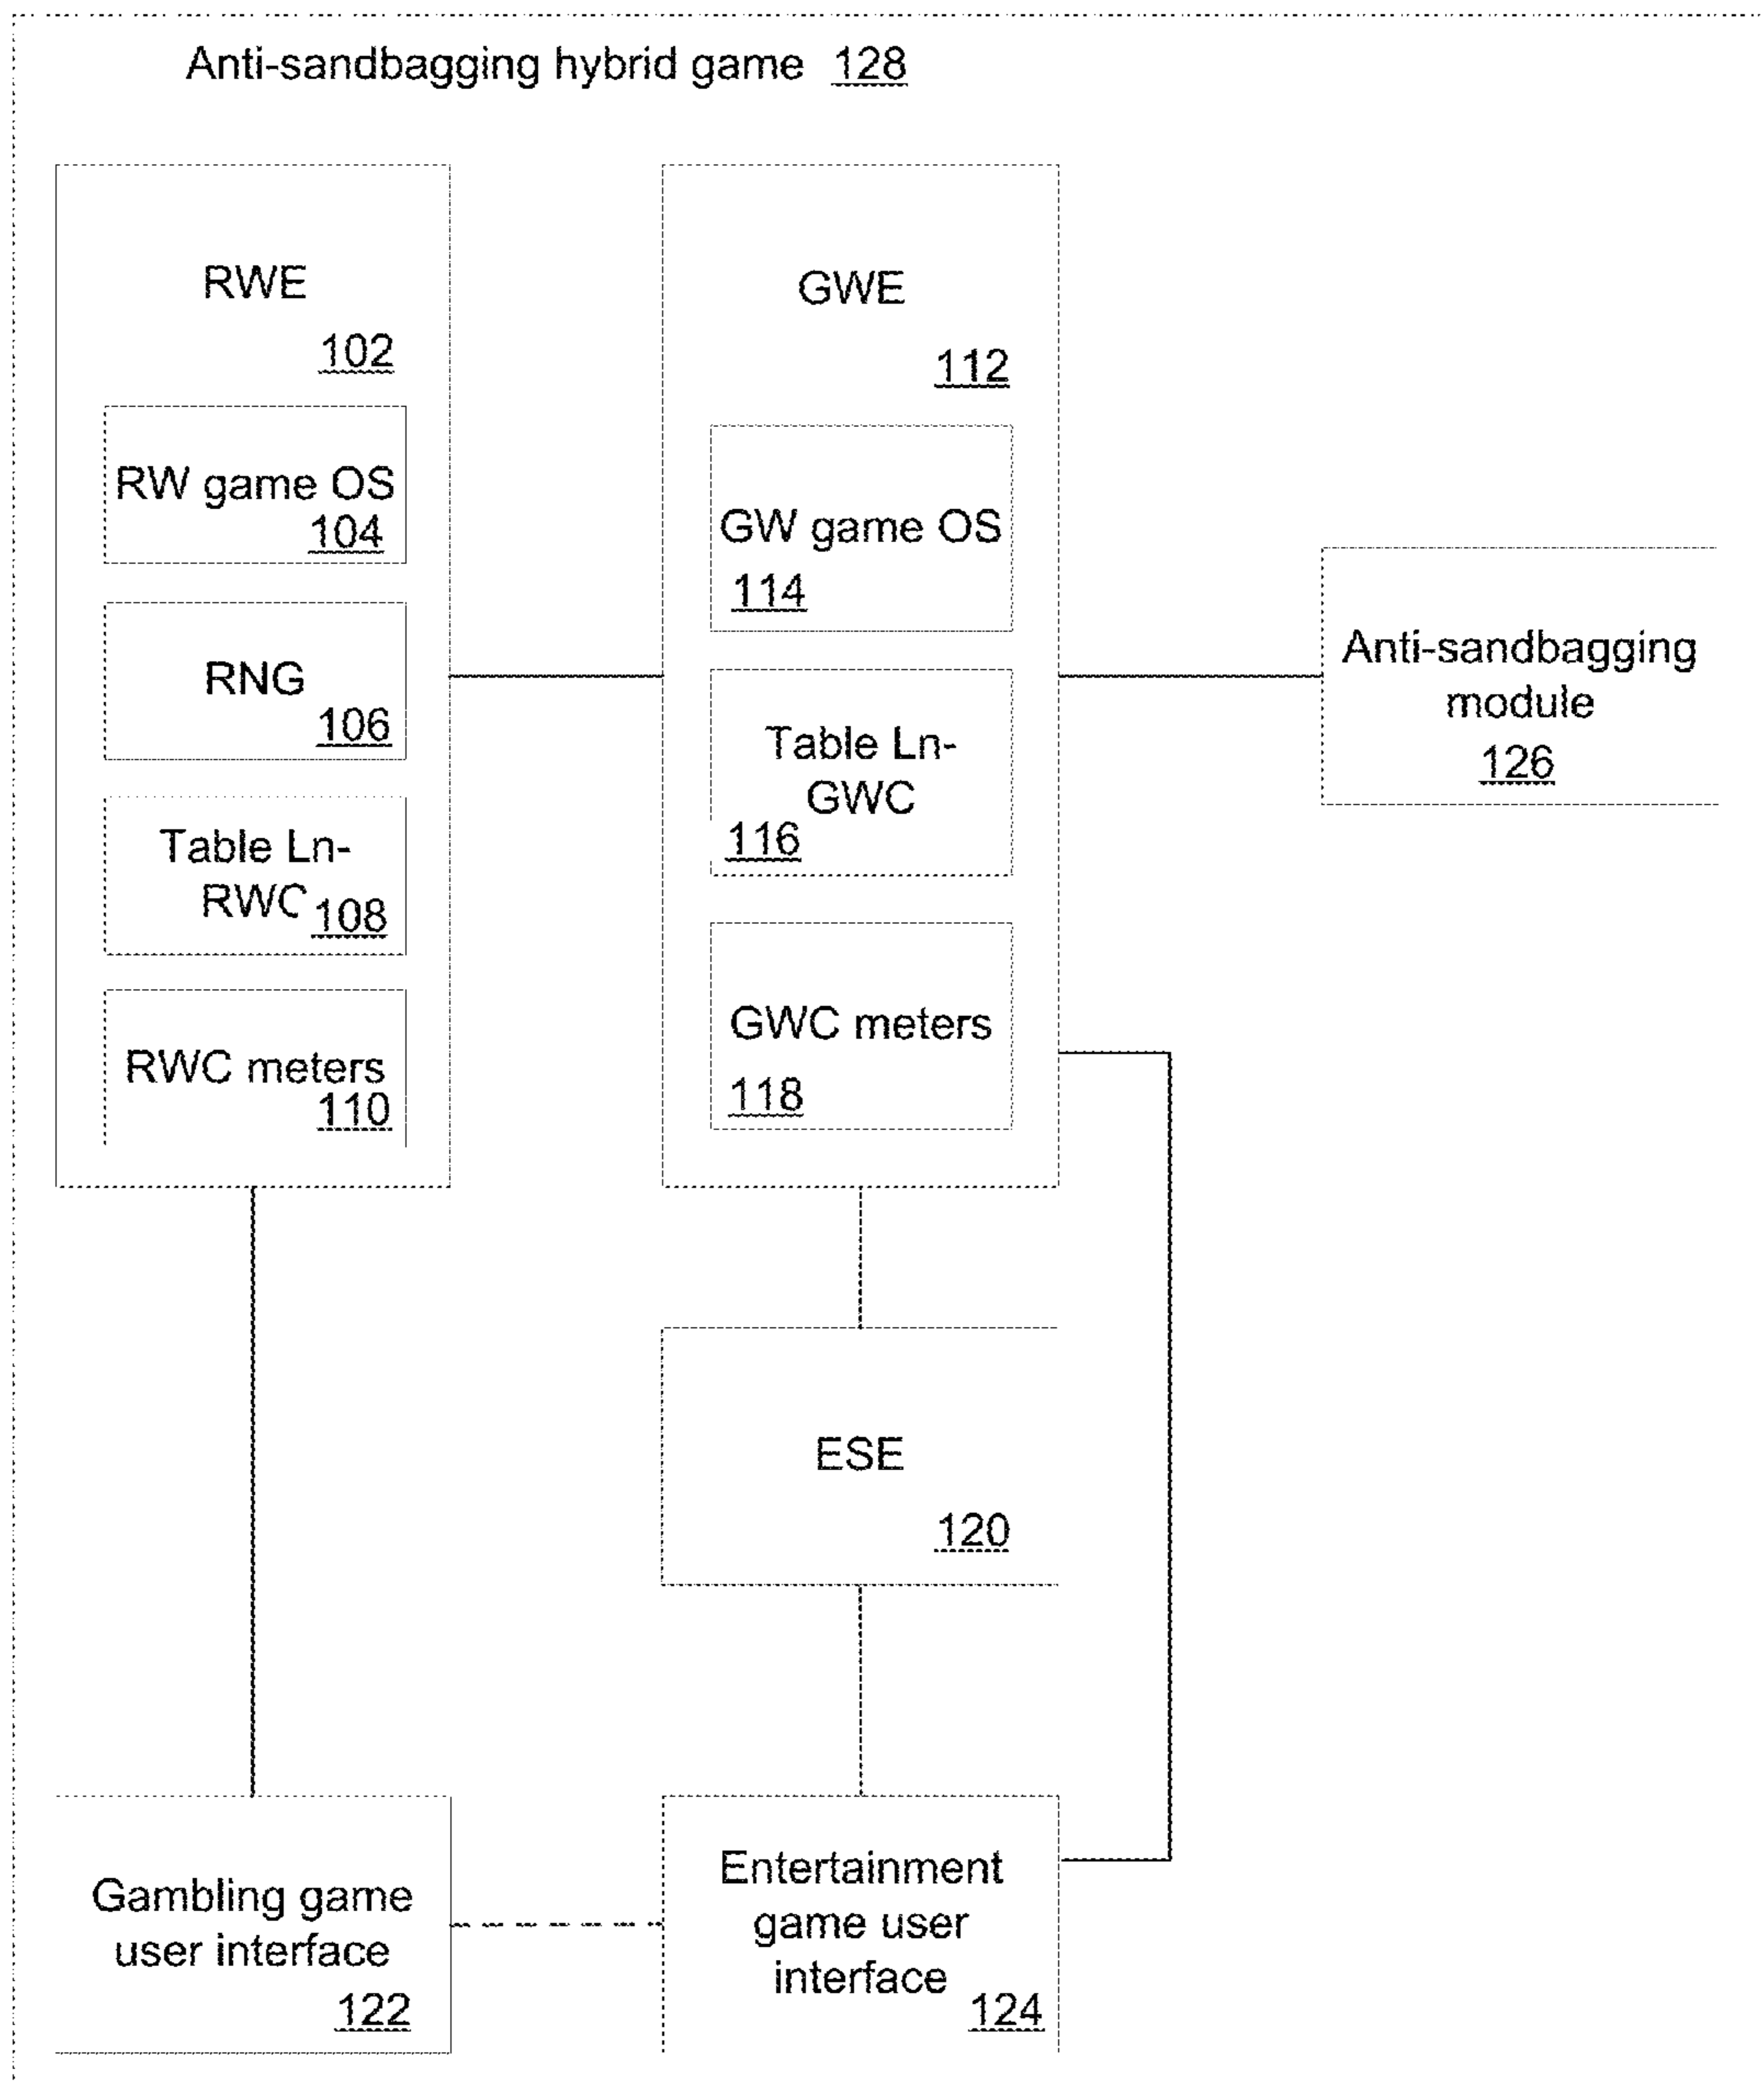 Anti-sandbagging hybrid game 128
RWE
102
RW game OS
104
RNG
106
Table Ln-
RWC 108
RWC meters
110
GWE
112
GW game OS
114
Table Ln-
GWC
116
GWC meters
118
Anti-sandbagging
module
126
ESE
120
Gambling game
user interface
122
Entertainment
game user
interface
124